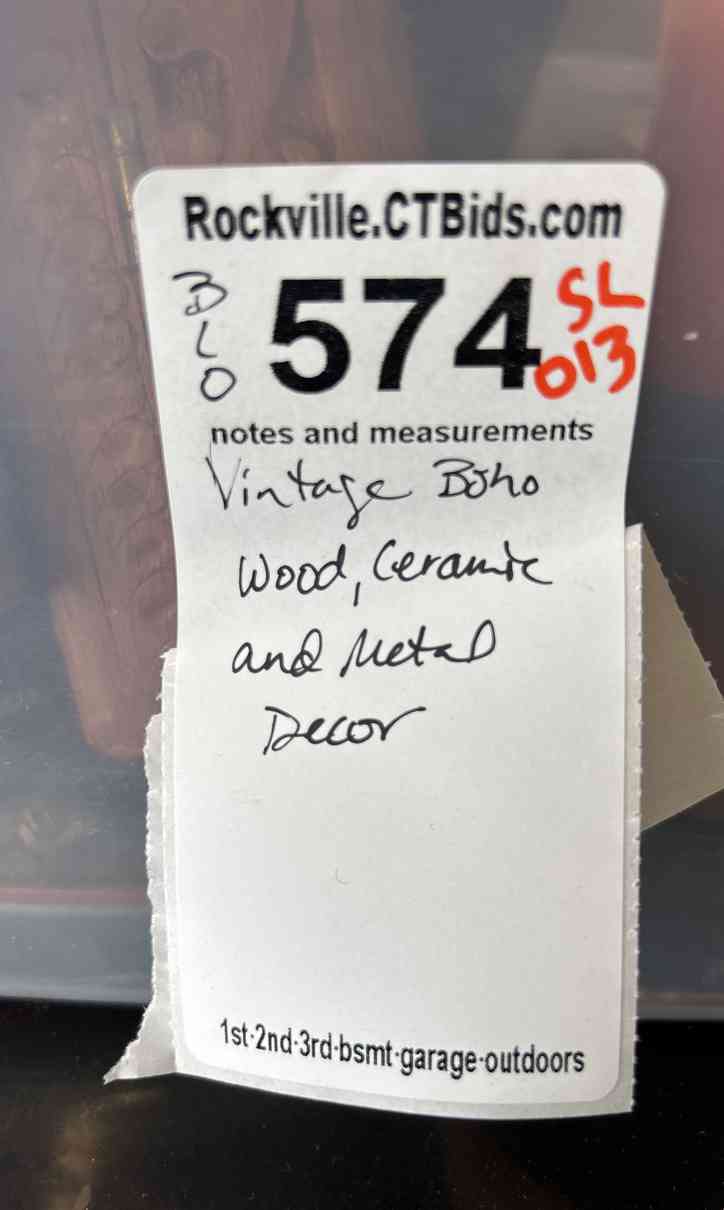 Rockville.CTBids.com
B
L
O
574
SL
013
notes and measurements
Vintage Boho
Wood, Ceramic
and Metal
Decor
1st·2nd·3rd·bsmt·garage·outdoors